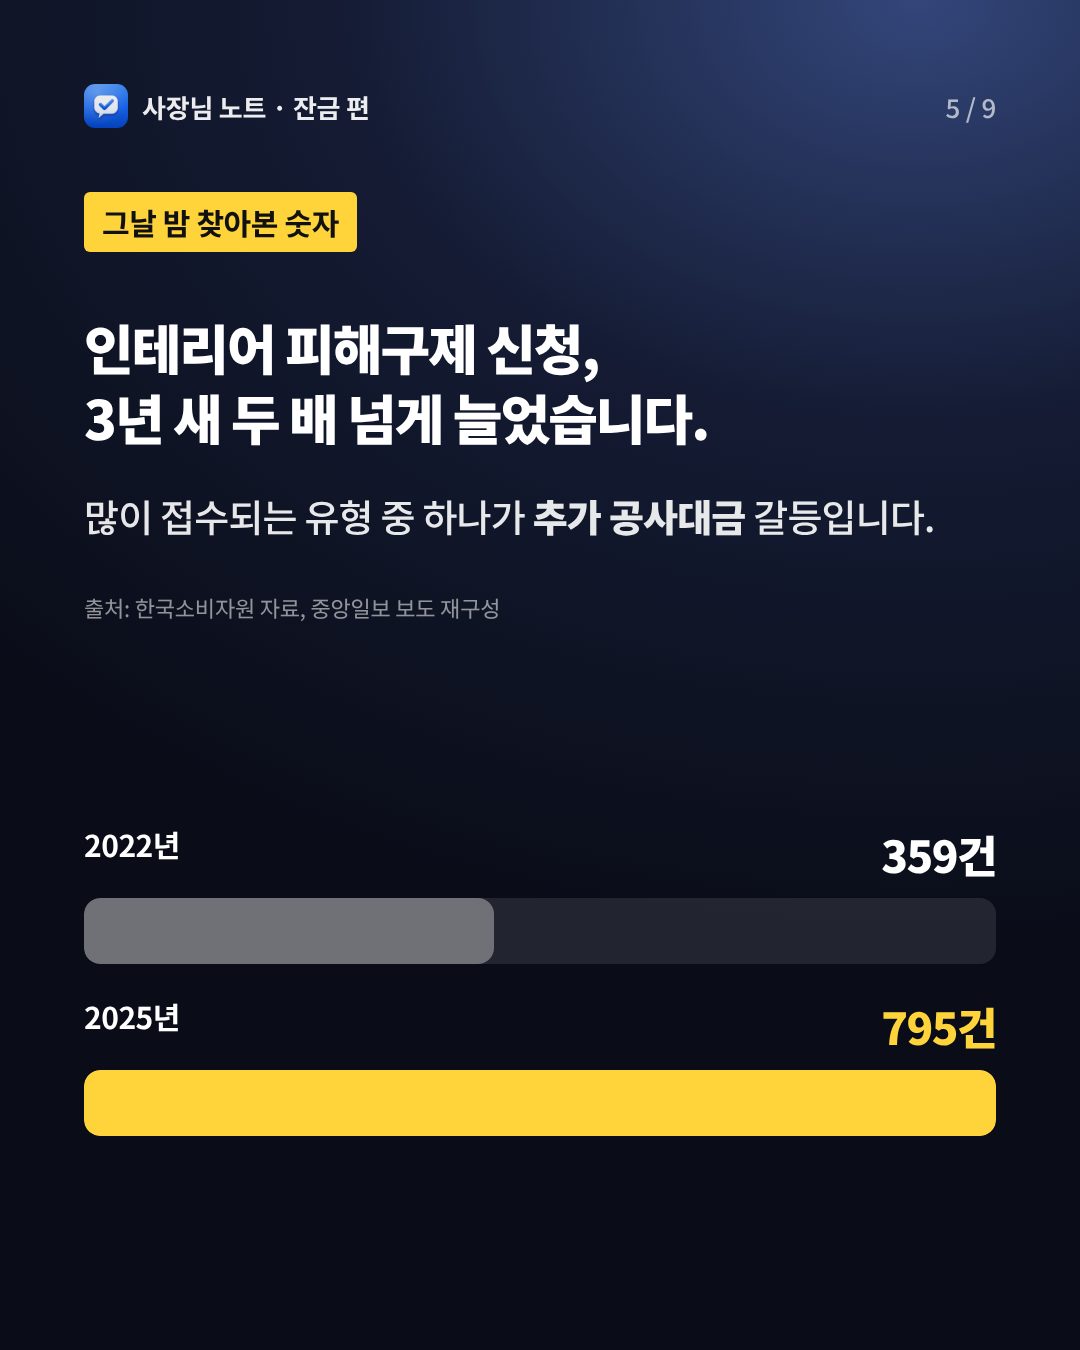 사장님 노트 · 잔금 편
5 / 9
그날 밤 찾아본 숫자
인테리어 피해구제 신청,
3년 새 두 배 넘게 늘었습니다.
많이 접수되는 유형 중 하나가 추가 공사대금 갈등입니다.
출처: 한국소비자원 자료, 중앙일보 보도 재구성
2022년
359건
2025년
795건